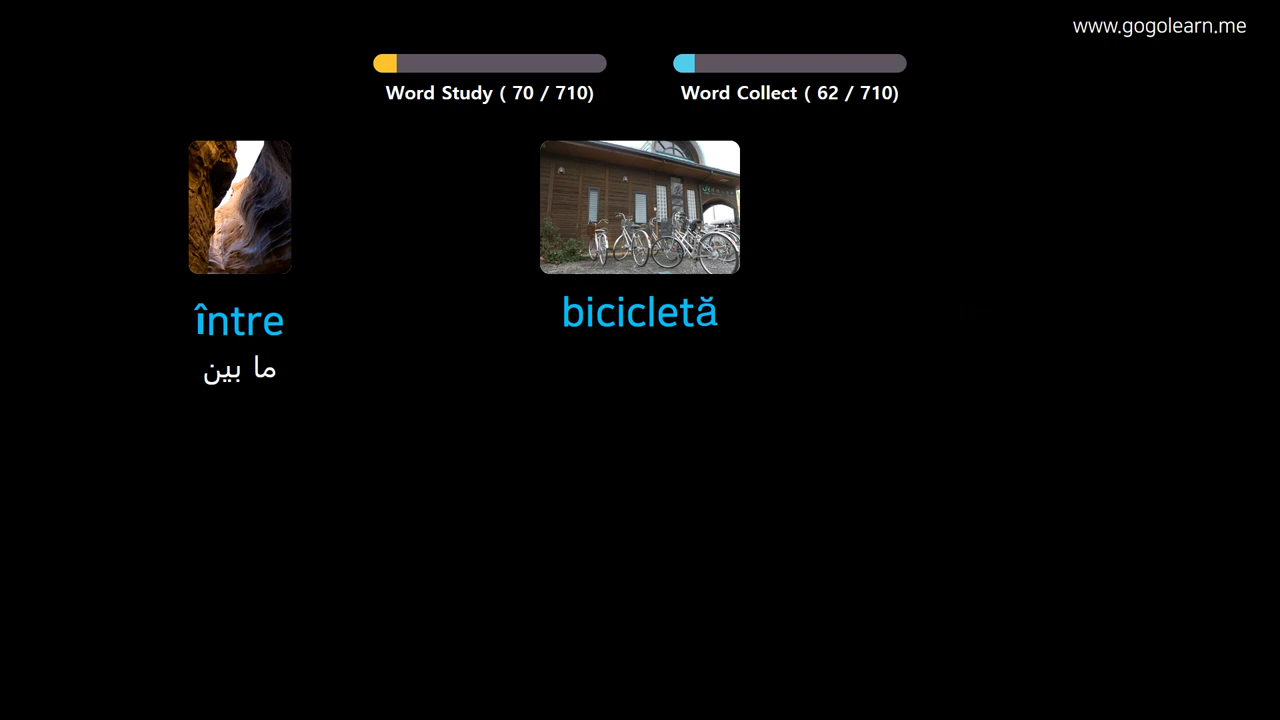 www.gogolearn.me
Word Study ( 70 / 710)
Word Collect ( 62 / 710)
între
ما بين
bicicletă